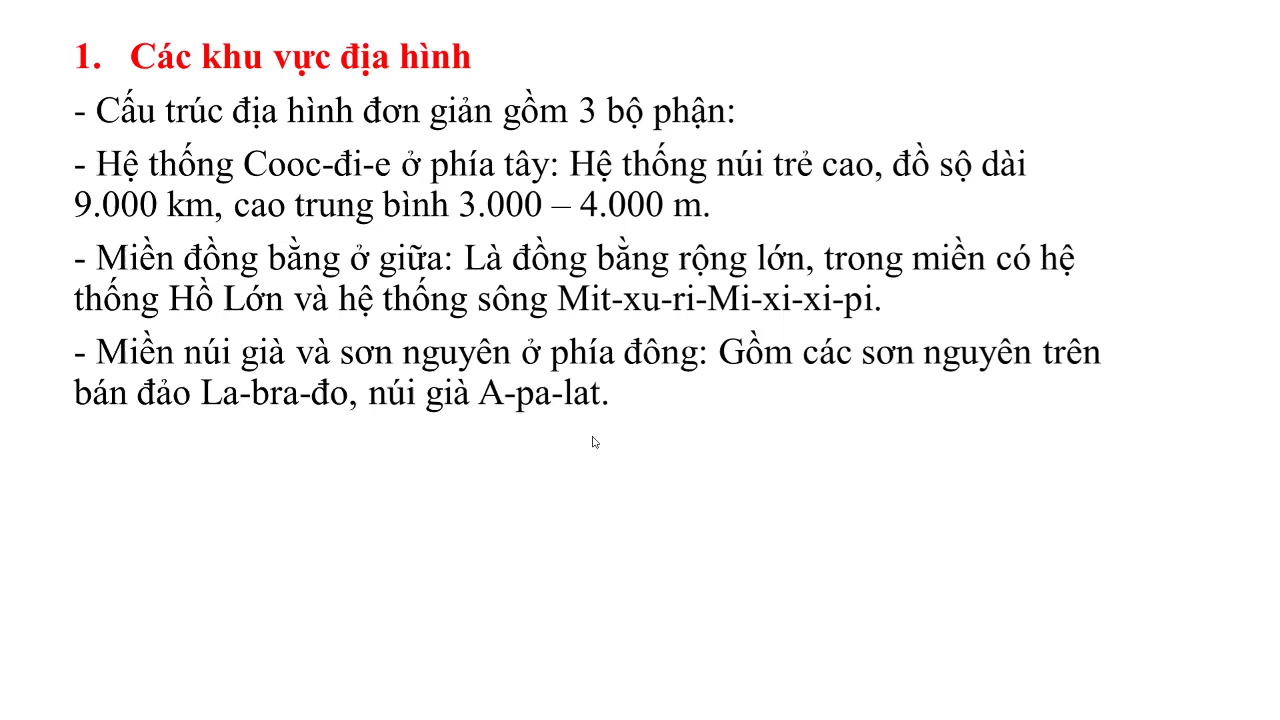 1. Các khu vực địa hình
- Cấu trúc địa hình đơn giản gồm 3 bộ phận:
- Hệ thống Cooc-đi-e ở phía tây: Hệ thống núi trẻ cao, đồ sộ dài
9.000 km, cao trung bình 3.000 – 4.000 m.
- Miền đồng bằng ở giữa: Là đồng bằng rộng lớn, trong miền có hệ
thống Hồ Lớn và hệ thống sông Mit-xu-ri-Mi-xi-xi-pi.
- Miền núi già và sơn nguyên ở phía đông: Gồm các sơn nguyên trên
bán đảo La-bra-đo, núi già A-pa-lat.